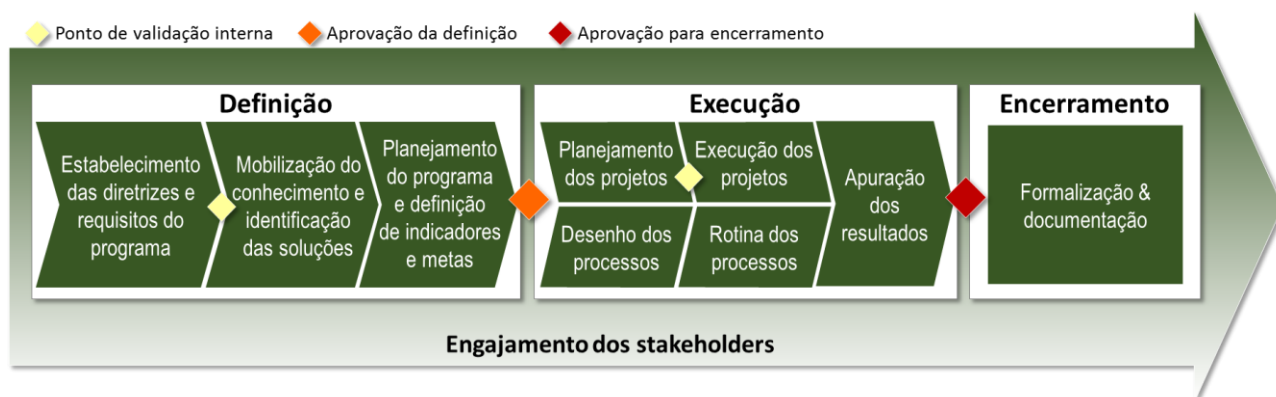 Ponto de validação interna
Aprovação da definição
Aprovação para encerramento
Definição
Estabelecimento
das diretrizes e
requisitos do
programa
Mobilização do
conhecimento e
identificação
das soluções
Planejamento
do programa
e definição
de indicadores
e metas
Execução
Planejamento
dos projetos
Execução dos
projetos
Desenho dos
processos
Rotina dos
processos
Apuração
dos
resultados
Encerramento
Formalização &
documentação
Engajamento dos stakeholders